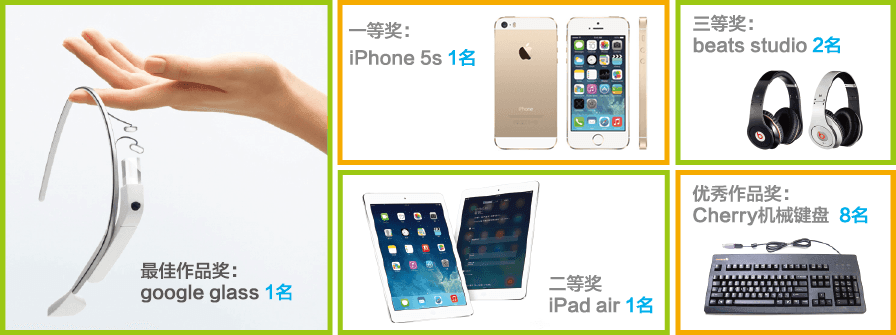 最佳作品奖：
google glass 1名
一等奖：
iPhone 5s 1名
iPhone
二等奖
iPad air 1名
三等奖：
beats studio 2名
优秀作品奖：
Cherry机械键盘 8名